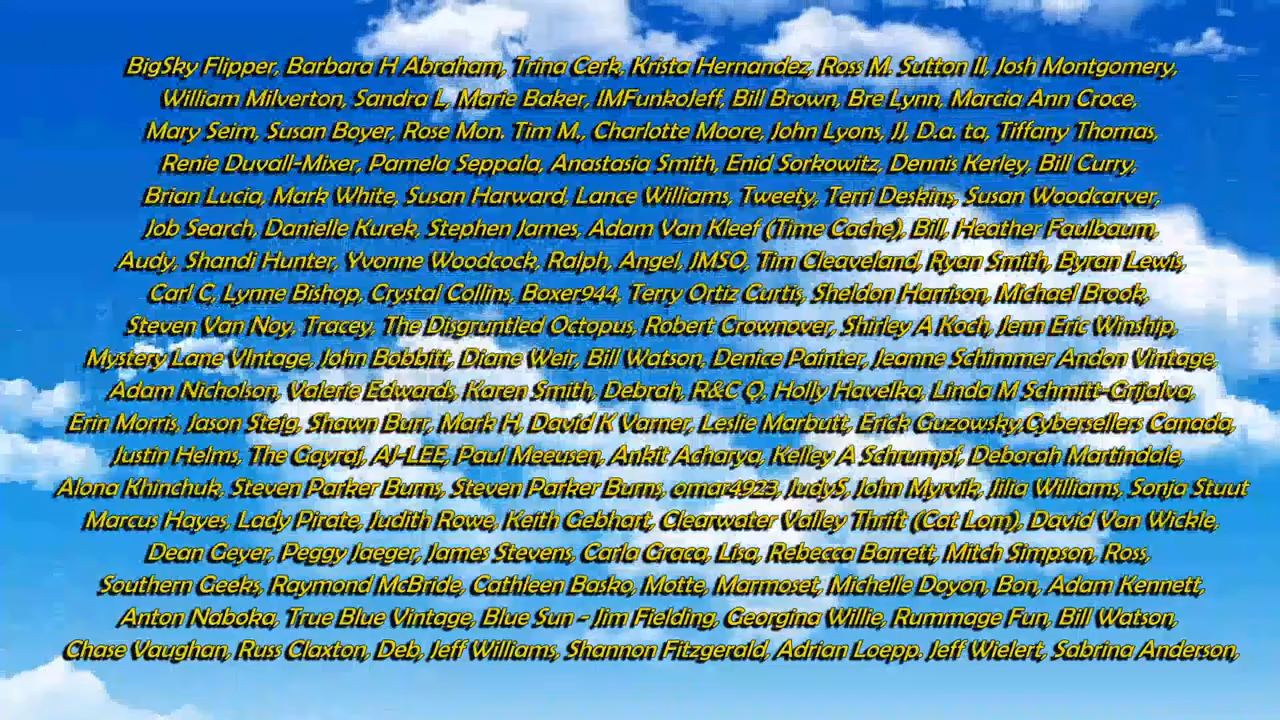 BigSky Flipper, Barbara H Abraham, Trina Cerk, Krista Hernandez, Ross M. Sutton II, Josh Montgomery,
William Milverton, Sandra L, Marie Baker, IMFunkoJeff, Bill Brown, Bre Lynn, Marcia Ann Croce,
Mary Seim, Susan Boyer, Rose Mon. Tim M., Charlotte Moore, John Lyons, JJ, D.a. ta, Tiffany Thomas,
Renie Duvall-Mixer, Pamela Seppala, Anastasia Smith, Enid Sorkowitz, Dennis Kerley, Bill Curry,
Brian Lucia, Mark White, Susan Harward, Lance Williams, Tweety, Terri Deskins, Susan Woodcarver,
Job Search, Danielle Kurek, Stephen James, Adam Van Kleef (Time Cache), Bill, Heather Faulbaum,
Audy, Shandi Hunter, Yvonne Woodcock, Ralph, Angel, JMSO, Tim Cleaveland, Ryan Smith, Byran Lewis,
Carl C, Lynne Bishop, Crystal Collins, Boxer944, Terry Ortiz Curtis, Sheldon Harrison, Michael Brook,
Steven Van Noy, Tracey, The Disgruntled Octopus, Robert Crownover, Shirley A Koch, Jenn Eric Winship,
Mystery Lane VIntage, John Bobbitt, Diane Weir, Bill Watson, Denice Painter, Jeanne Schimmer Andon Vintage,
Adam Nicholson, Valerie Edwards, Karen Smith, Debrah, R&C Q, Holly Havelka, Linda M Schmitt-Grijalva,
Erin Morris, Jason Steig, Shawn Burr, Mark H, David K Varner, Leslie Marbutt, Erick Guzowsky,Cybersellers Canada,
Justin Helms, The Gayraj, AJ-LEE, Paul Meeusen, Ankit Acharya, Kelley A Schrumpf, Deborah Martindale,
Alona Khinchuk, Steven Parker Burns, Steven Parker Burns, omar4923, JudyS, John Myrvik, Jilia Williams, Sonja Stuut
Marcus Hayes, Lady Pirate, Judith Rowe, Keith Gebhart, Clearwater Valley Thrift (Cat Lom), David Van Wickle,
Dean Geyer, Peggy Jaeger, James Stevens, Carla Graca, Lisa, Rebecca Barrett, Mitch Simpson, Ross,
Southern Geeks, Raymond McBride, Cathleen Basko, Motte, Marmoset, Michelle Doyon, Bon, Adam Kennett,
Anton Naboka, True Blue Vintage, Blue Sun - Jim Fielding, Georgina Willie, Rummage Fun, Bill Watson,
Chase Vaughan, Russ Claxton, Deb, Jeff Williams, Shannon Fitzgerald, Adrian Loepp. Jeff Wielert, Sabrina Anderson,